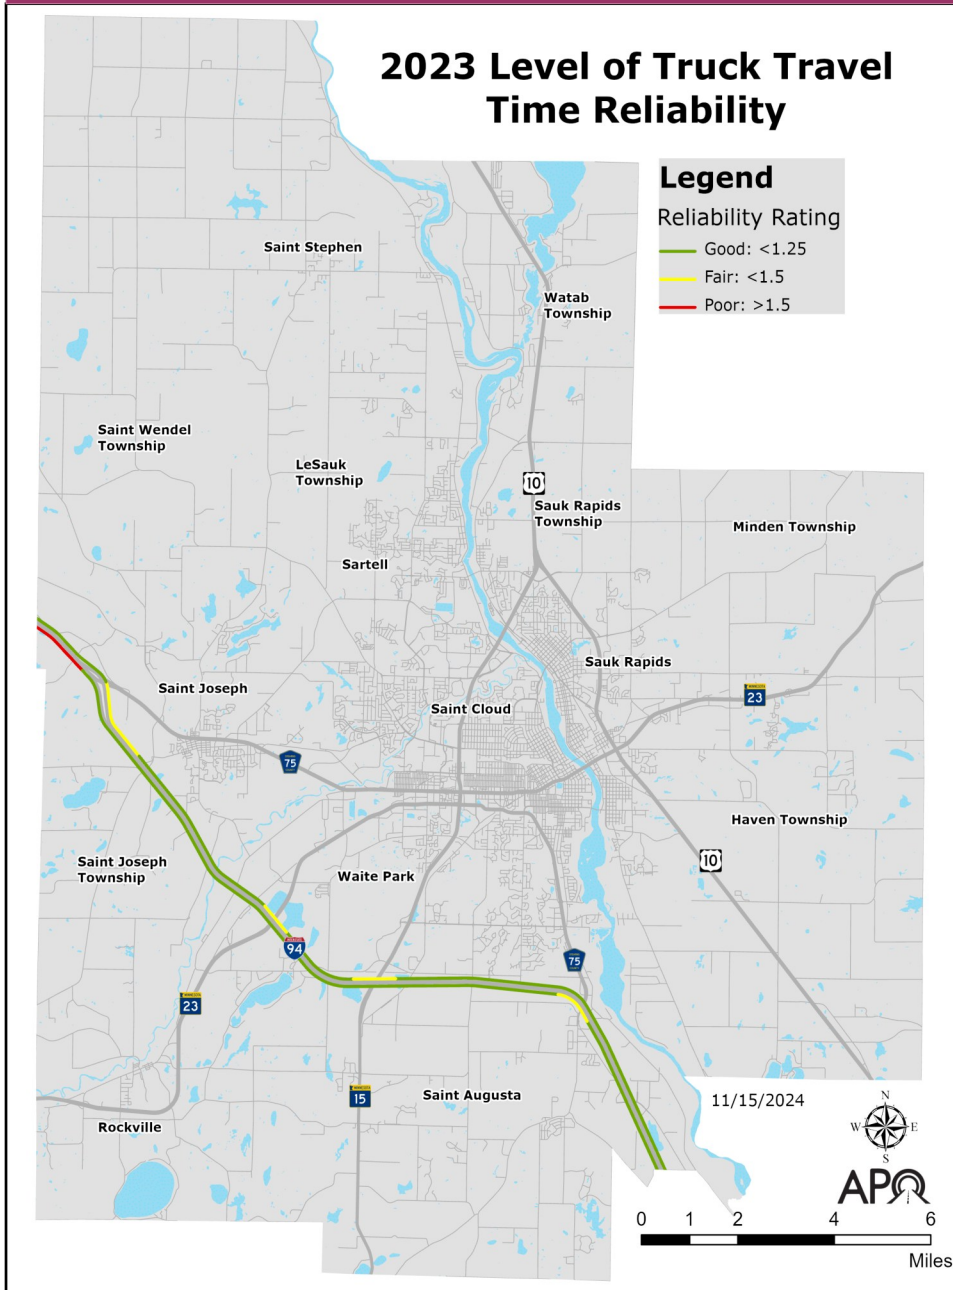 2023 Level of Truck Travel
Time Reliability
Legend
Reliability Rating
Good: <1.25
Fair: <1.5
Poor: >1.5
Saint Stephen
Watab
Township
Saint Wendel
Township
LeSauk
Township
10
Sauk Rapids
Township
Minden Township
Sartell
Sauk Rapids
Saint Joseph
23
Saint Cloud
75
Haven Township
Saint Joseph
Township
10
Waite Park
94
75
23
15
Saint Augusta
11/15/2024
Rockville
N
W E
S
APO
0 1 2 4 6
Miles